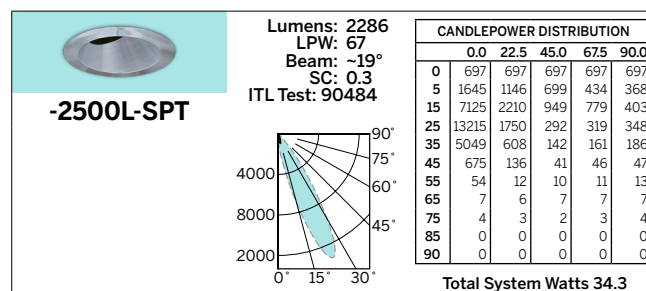 -2500L-SPT
Lumens: 2286
LPW: 67
Beam: ~19°
SC: 0.3
ITL Test: 90484
90°
75°
60°
45°
4000
8000
2000
0° 15° 30°
CANDLEPOWER DISTRIBUTION
0.0 22.5 45.0 67.5 90.0
0 697 697 697 697 697
5 1645 1146 699 434 368
15 7125 2210 949 779 403
25 13215 1750 292 319 348
35 5049 608 142 161 186
45 675 136 41 46 47
55 54 12 10 11 13
65 7 6 7 7 7
75 4 3 2 3 4
85 0 0 0 0 0
90 0 0 0 0 0
Total System Watts 34.3